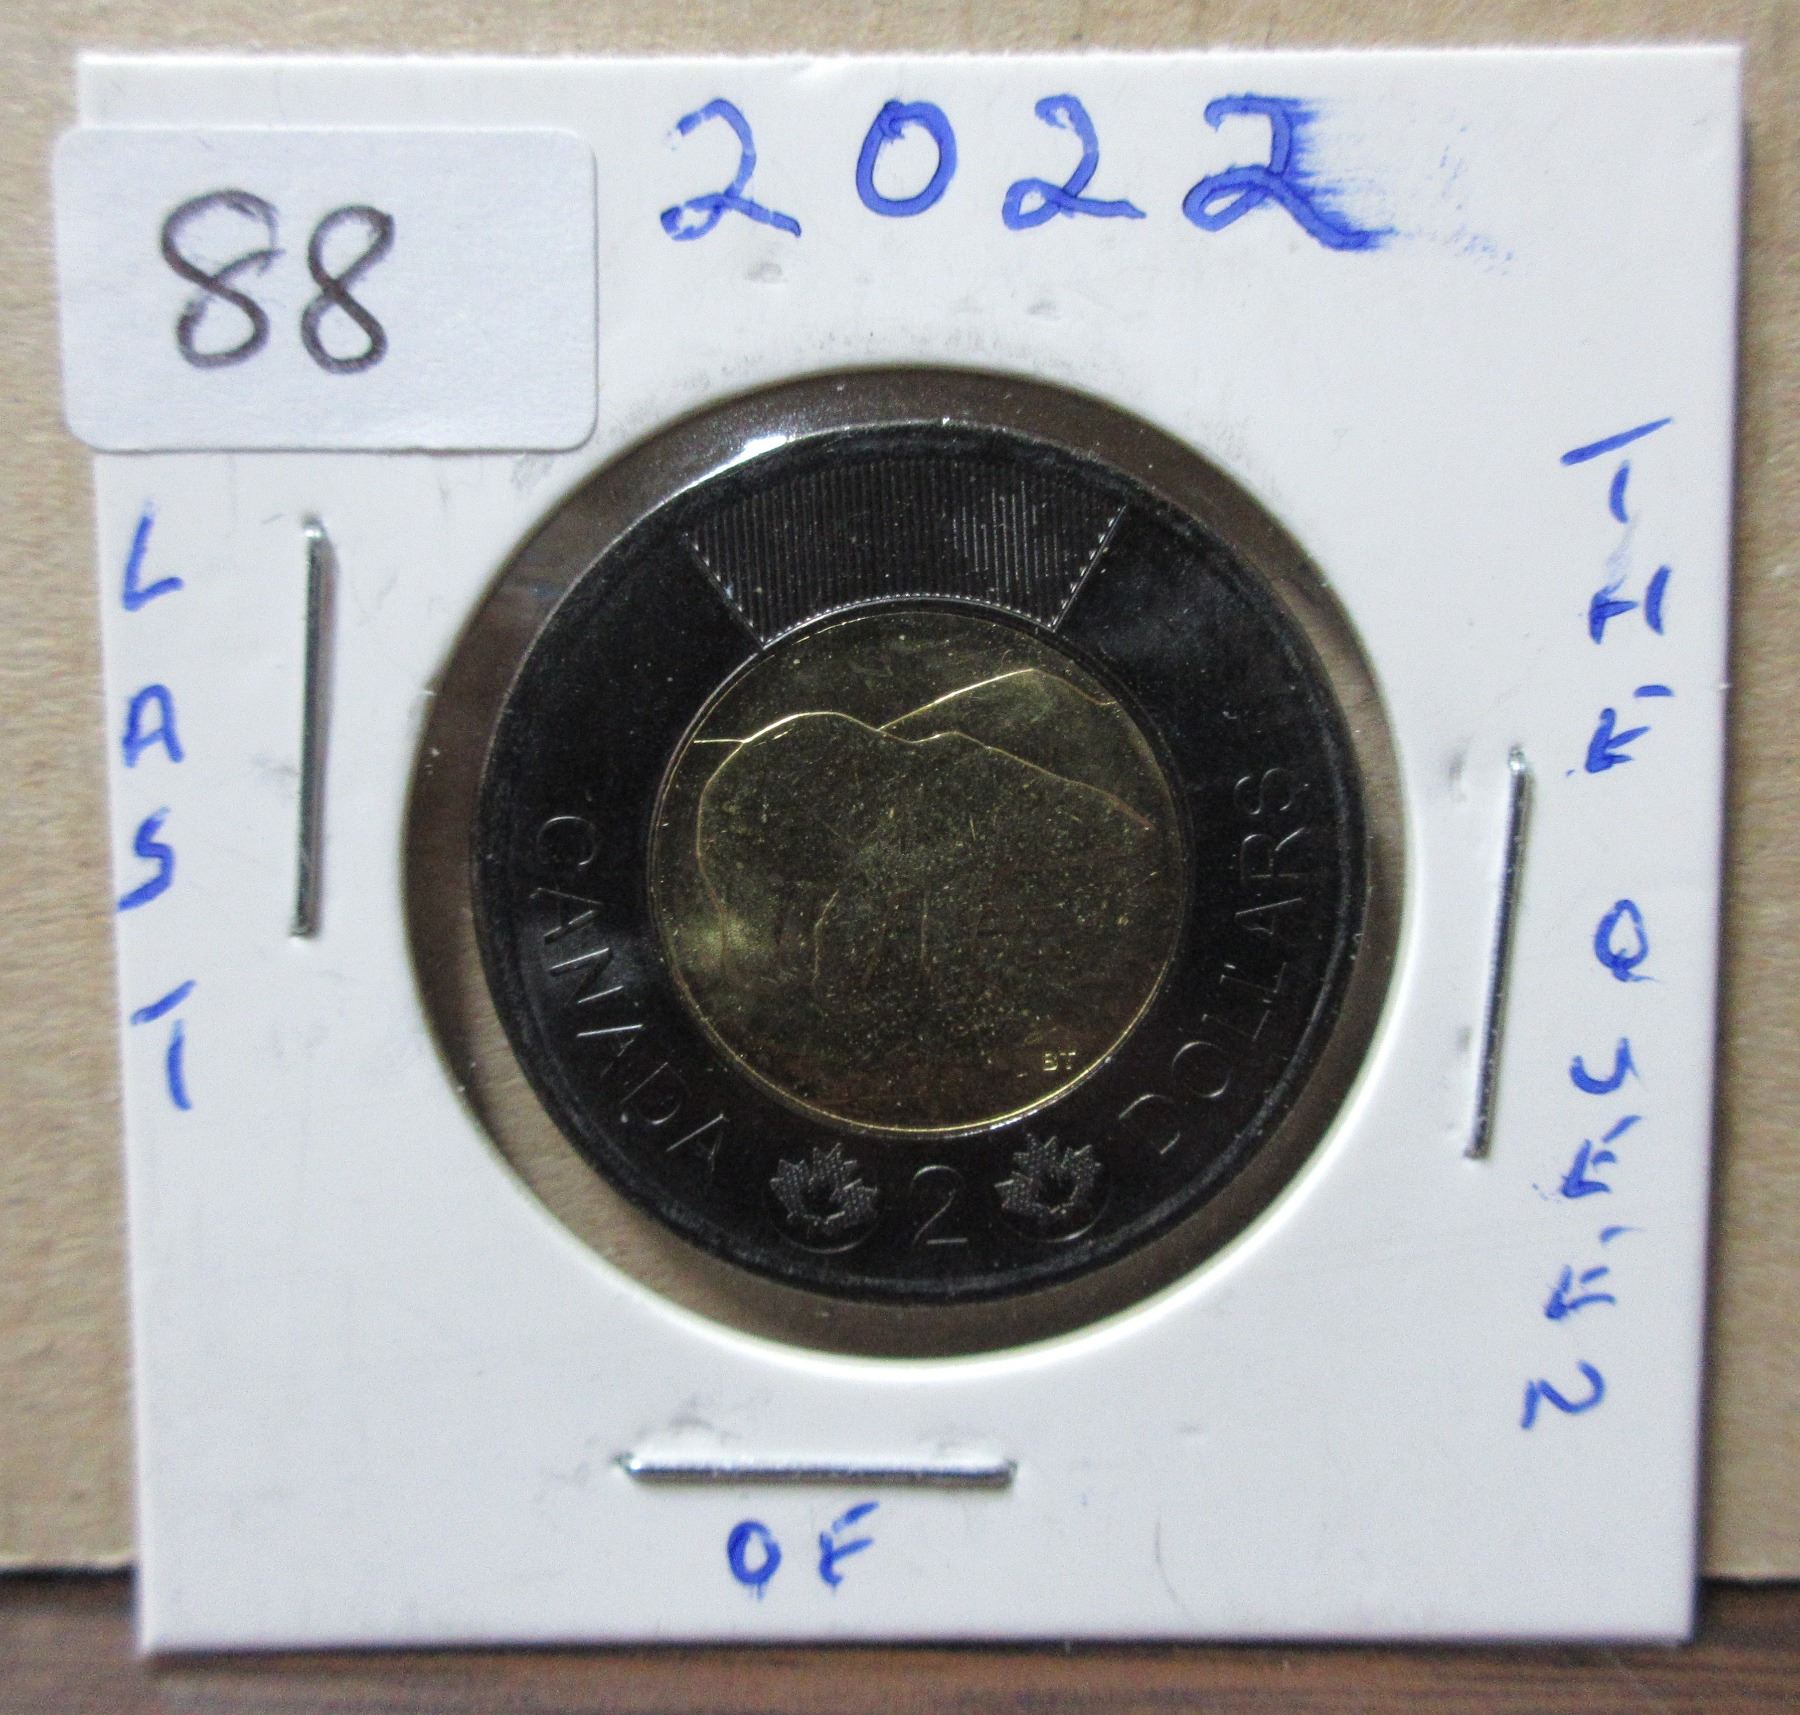 2022
88
LAST
OF
THE QUEEN
CANADA 2 DOLLARS
BT